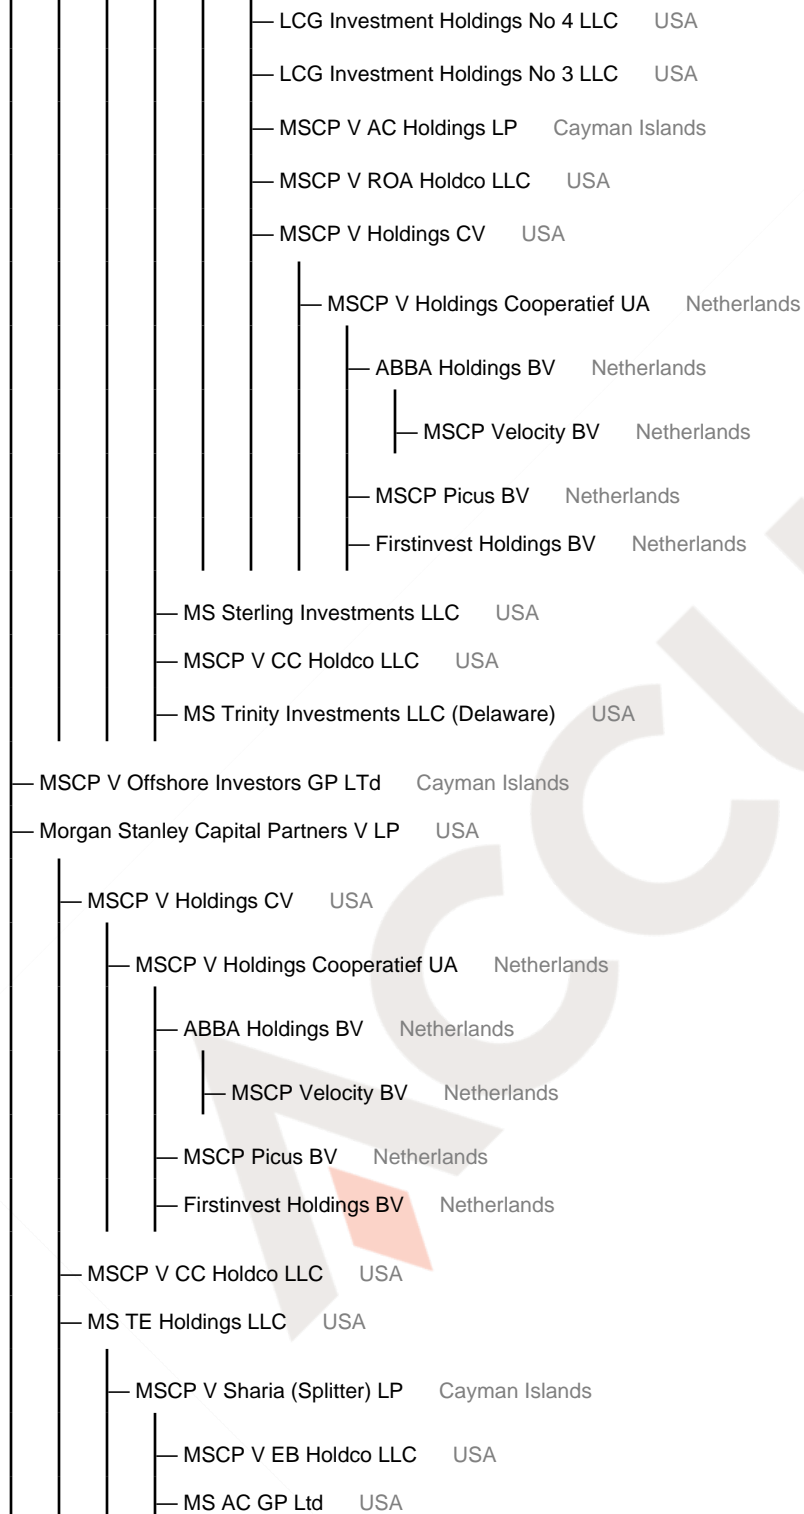 LCG Investment Holdings No 4 LLC USA
LCG Investment Holdings No 3 LLC USA
MSCP V AC Holdings LP Cayman Islands
MSCP V ROA Holdco LLC USA
MSCP V Holdings CV USA
MSCP V Holdings Cooperatief UA Netherlands
ABBA Holdings BV Netherlands
MSCP Velocity BV Netherlands
MSCP Picus BV Netherlands
Firstinvest Holdings BV Netherlands
MS Sterling Investments LLC USA
MSCP V CC Holdco LLC USA
MS Trinity Investments LLC (Delaware) USA
MSCP V Offshore Investors GP LTd Cayman Islands
Morgan Stanley Capital Partners V LP USA
MSCP V Holdings CV USA
MSCP V Holdings Cooperatief UA Netherlands
ABBA Holdings BV Netherlands
MSCP Velocity BV Netherlands
MSCP Picus BV Netherlands
Firstinvest Holdings BV Netherlands
MSCP V CC Holdco LLC USA
MS TE Holdings LLC USA
MSCP V Sharia (Splitter) LP Cayman Islands
MSCP V EB Holdco LLC USA
MS AC GP Ltd USA